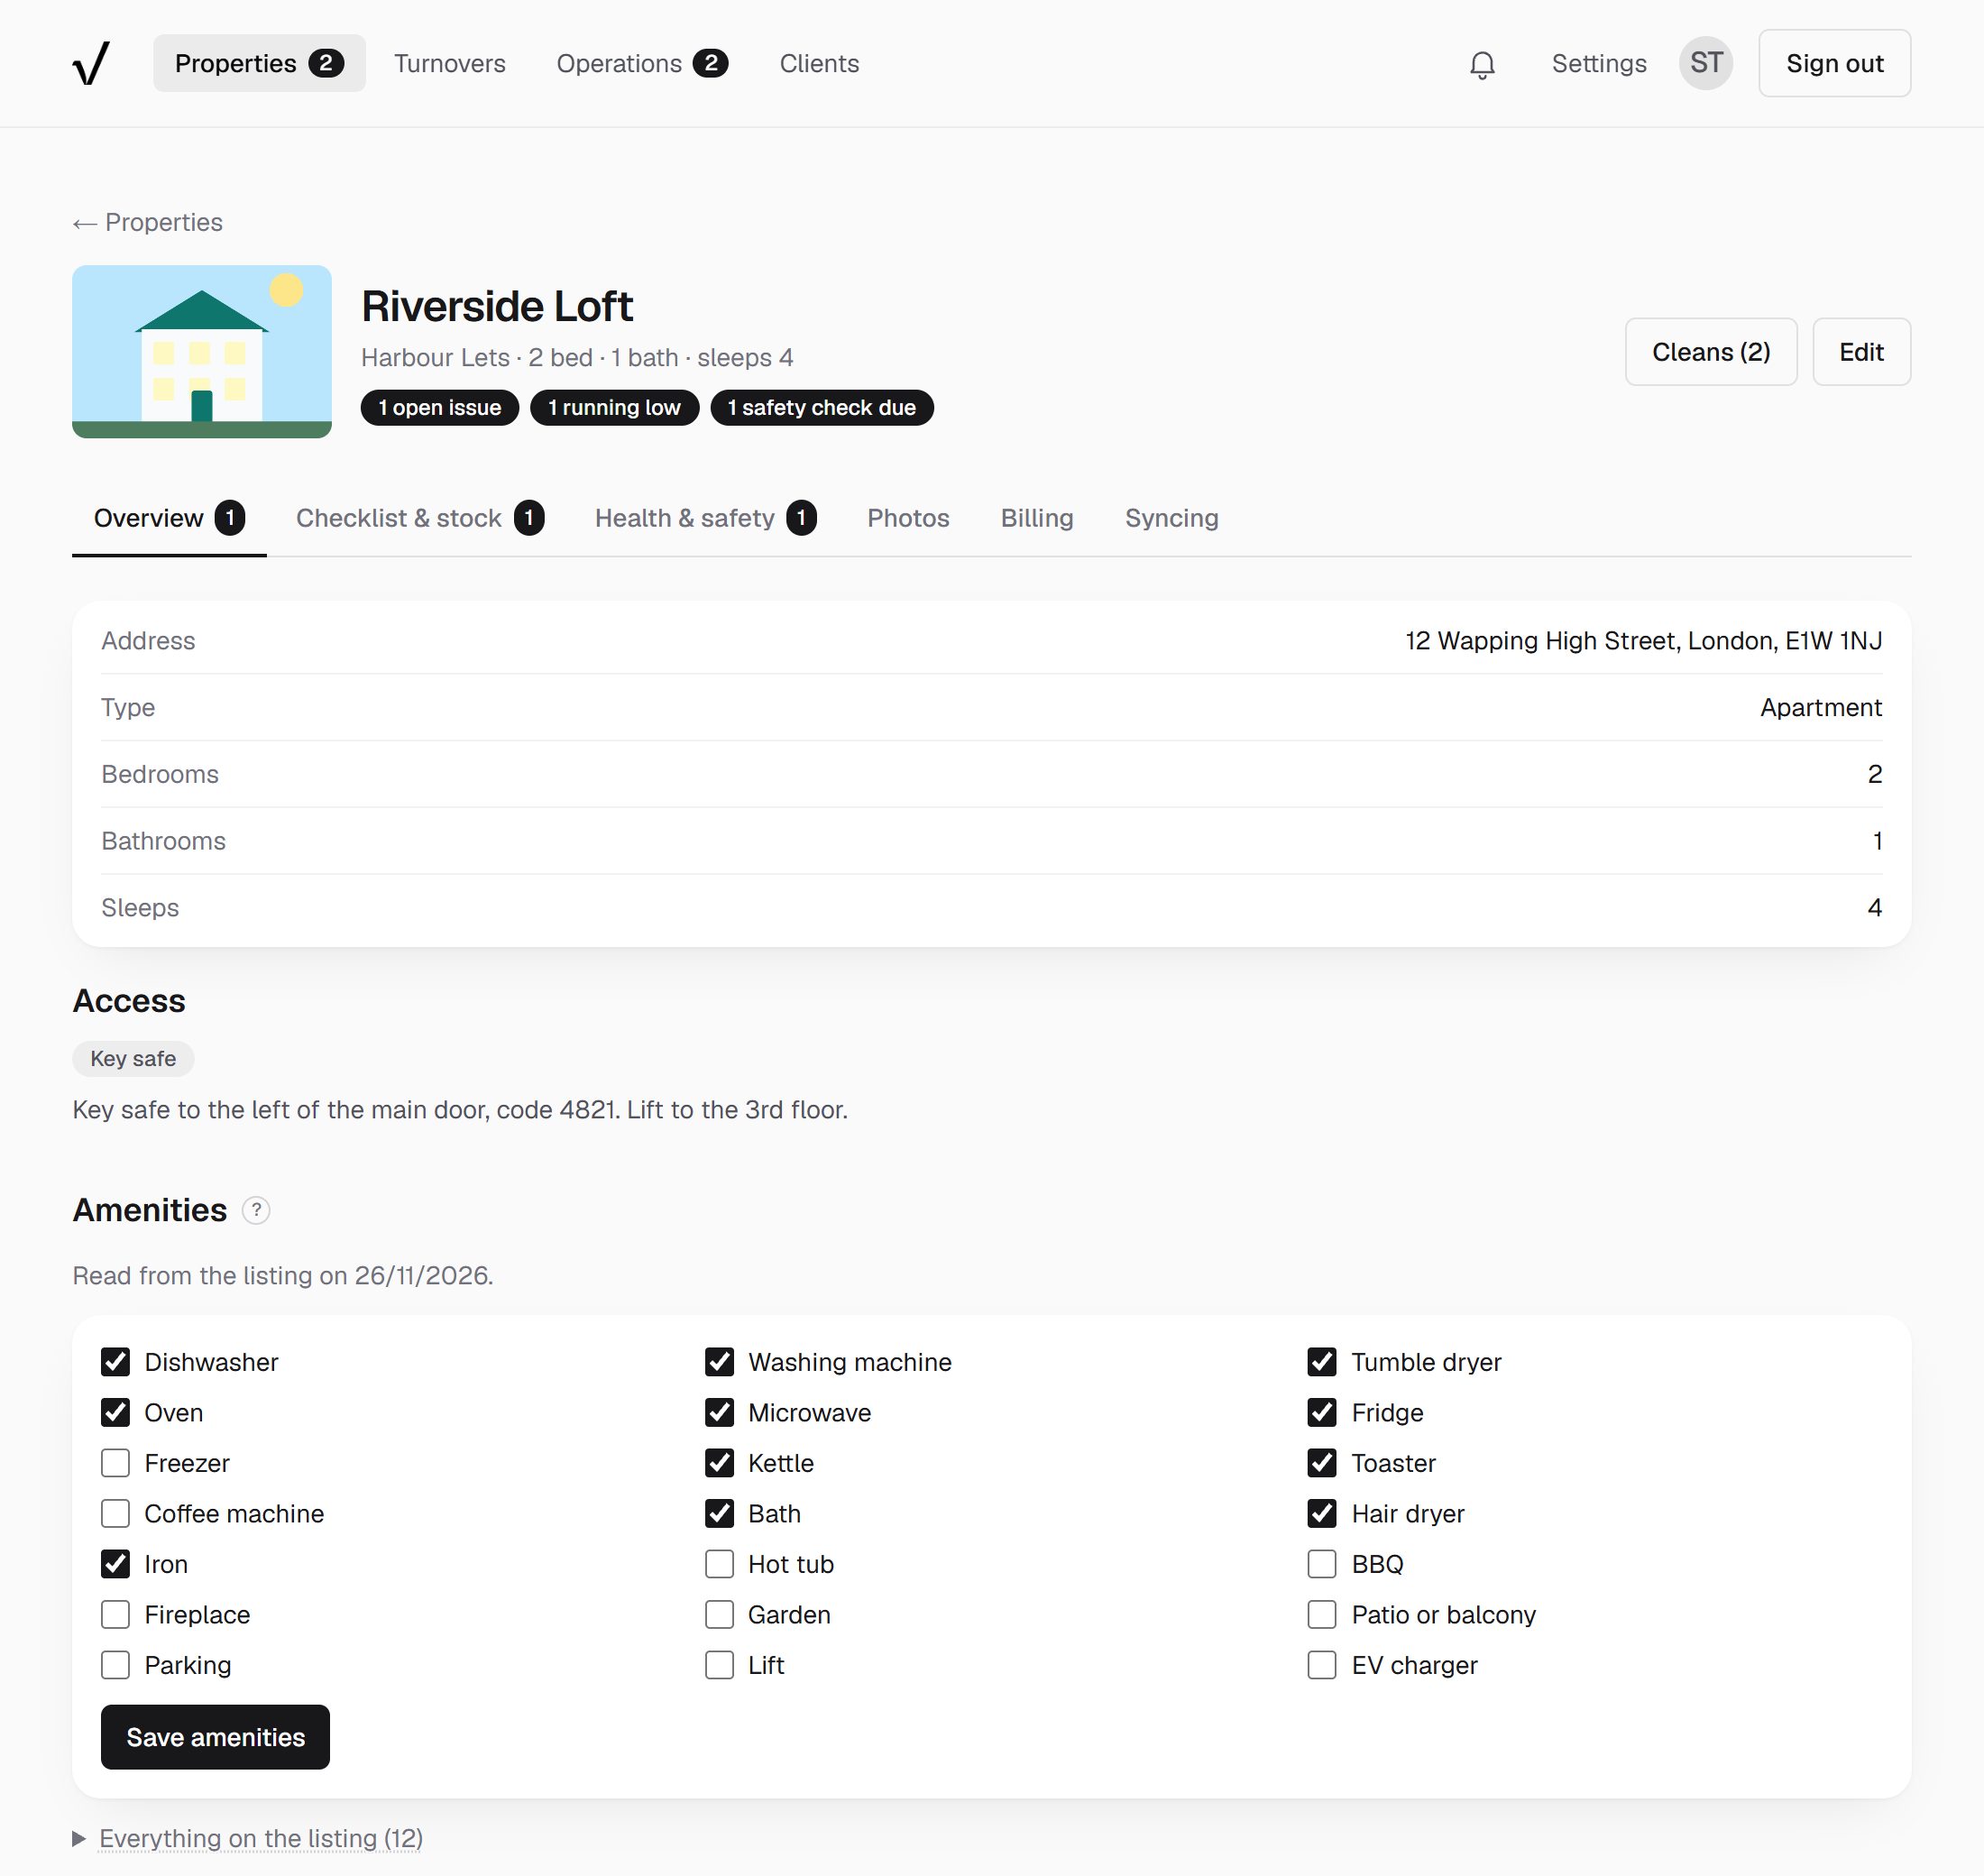 Properties 2 Turnovers Operations 2 Clients Settings ST Sign out
← Properties
Riverside Loft
Harbour Lets · 2 bed · 1 bath · sleeps 4
1 open issue 1 running low 1 safety check due
Cleans (2) Edit
Overview 1 Checklist & stock 1 Health & safety 1 Photos Billing Syncing
Address 12 Wapping High Street, London, E1W 1NJ
Type Apartment
Bedrooms 2
Bathrooms 1
Sleeps 4
Access
Key safe
Key safe to the left of the main door, code 4821. Lift to the 3rd floor.
Amenities ?
Read from the listing on 26/11/2026.
Dishwasher Washing machine Tumble dryer
Oven Microwave Fridge
Freezer Kettle Toaster
Coffee machine Bath Hair dryer
Iron Hot tub BBQ
Fireplace Garden Patio or balcony
Parking Lift EV charger
Save amenities
Everything on the listing (12)